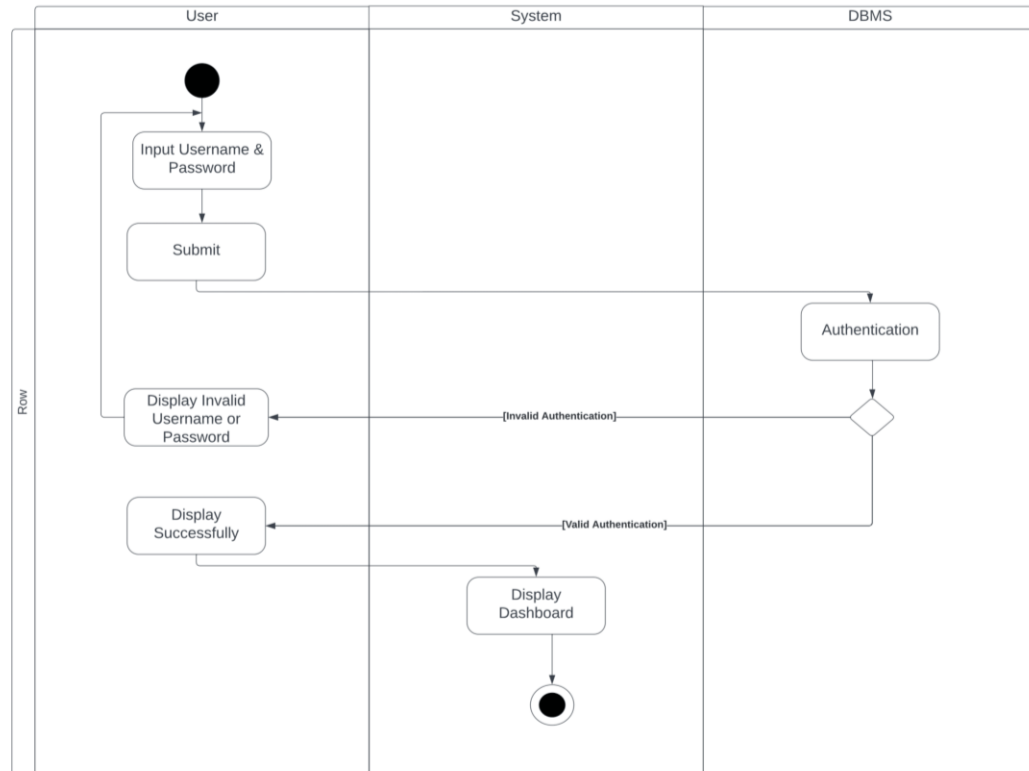 User
System
DBMS
Row
Input Username &
Password
Submit
Authentication
Display Invalid
Username or
Password
[Invalid Authentication]
Display
Successfully
[Valid Authentication]
Display
Dashboard